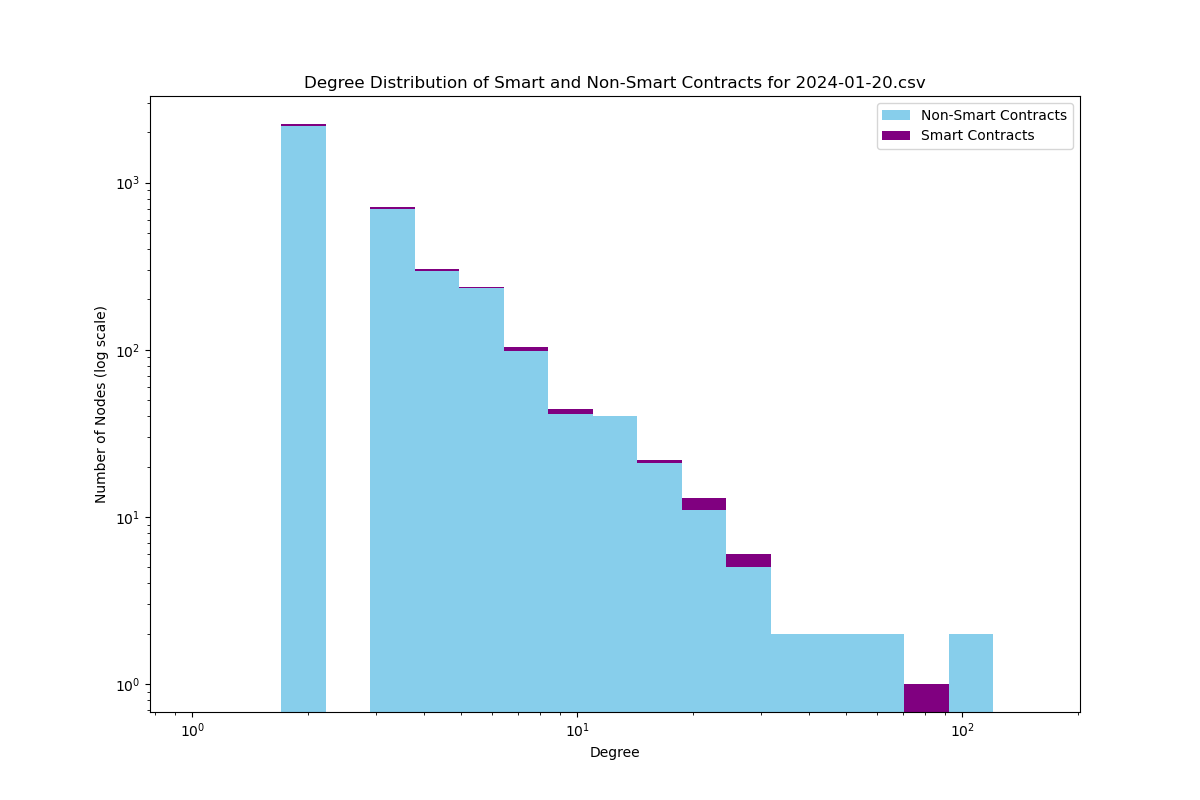 Degree Distribution of Smart and Non-Smart Contracts for 2024-01-20.csv
Non-Smart Contracts
Smart Contracts
Number of Nodes (log scale)
10³
10²
10¹
10⁰
10⁰ 10¹ 10²
Degree